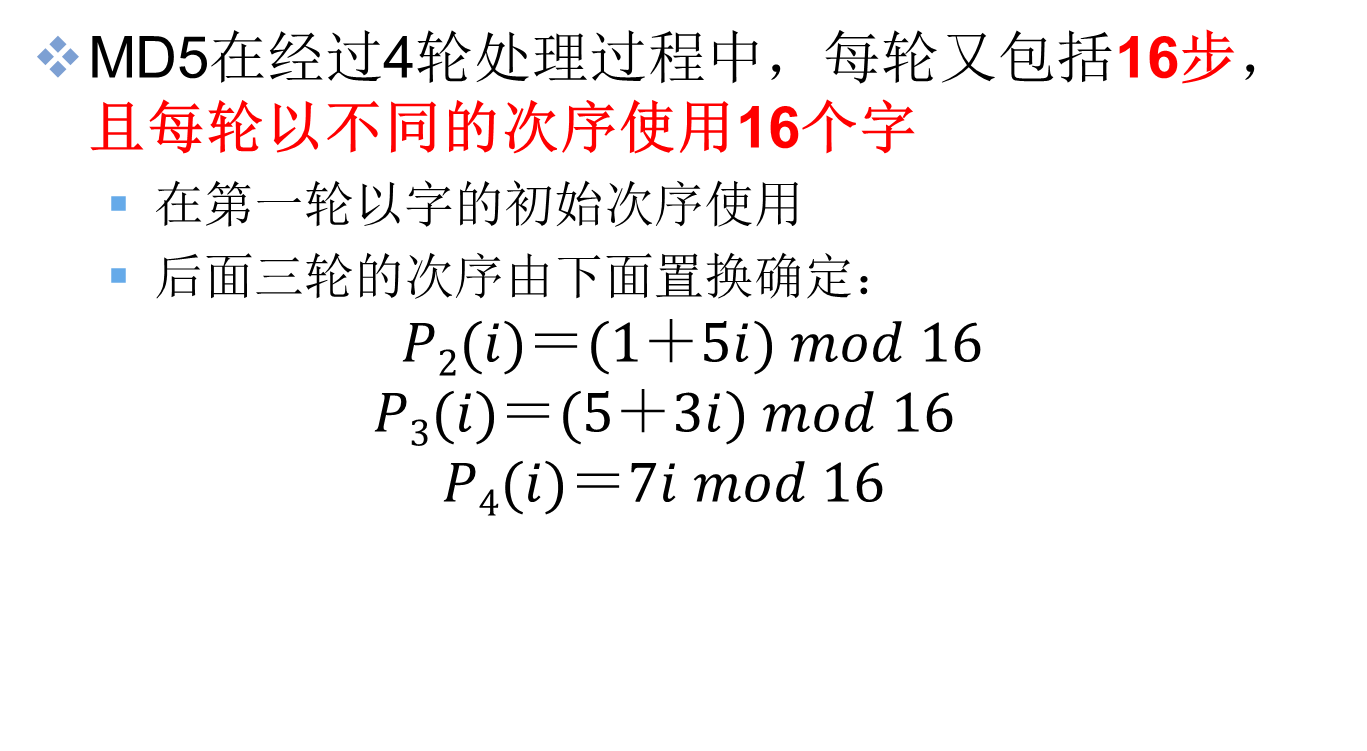 MD5在经过4轮处理过程中，每轮又包括16步，
且每轮以不同的次序使用16个字
在第一轮以字的初始次序使用
后面三轮的次序由下面置换确定：
P₂(i)＝(1＋5i) mod 16
P₃(i)＝(5＋3i) mod 16
P₄(i)＝7i mod 16